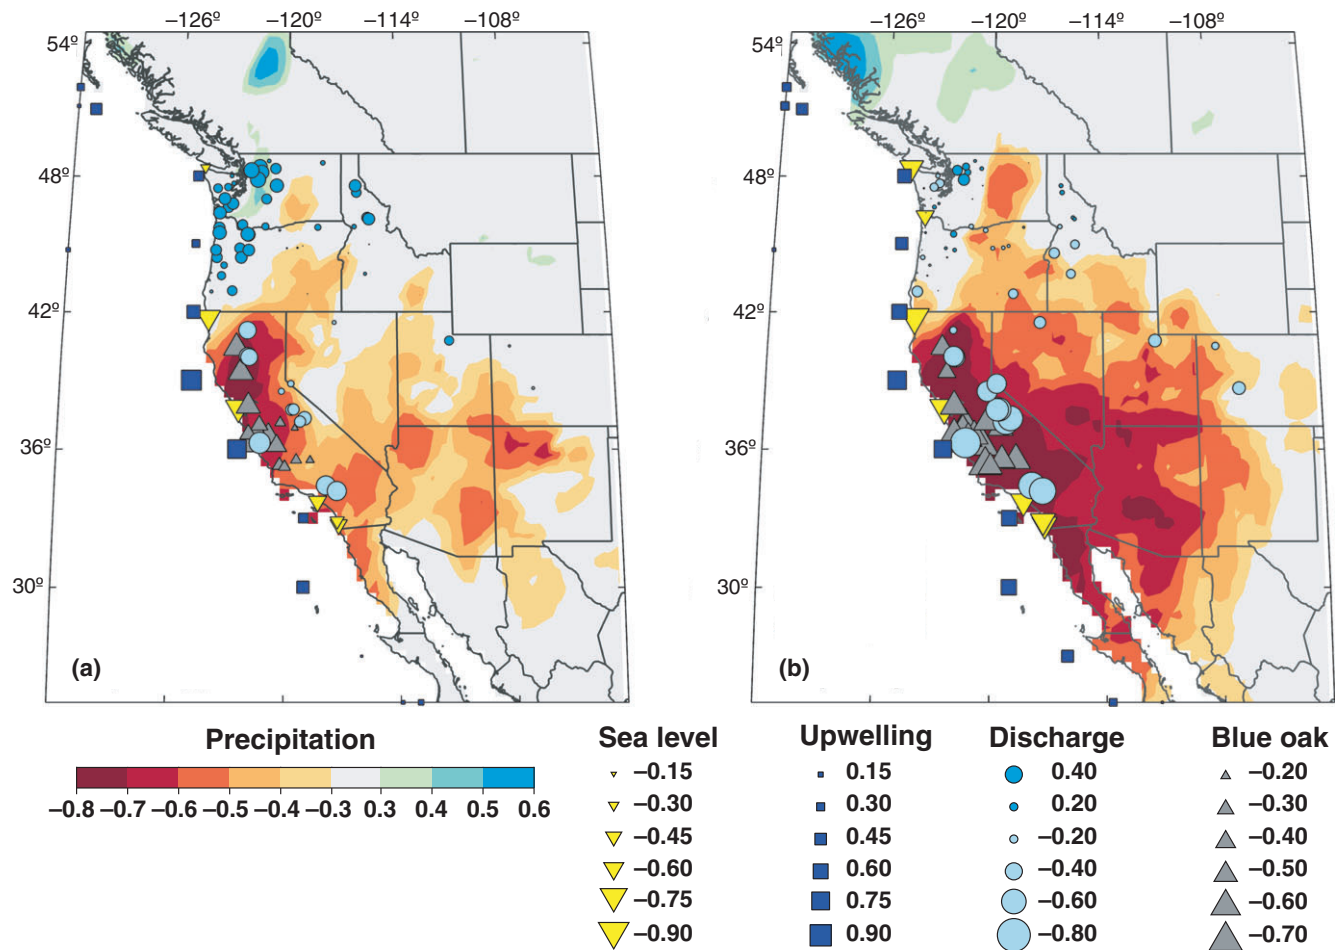 −126º −120º −114º −108º −126º −120º −114º −108º
54º 54º
48º 48º
42º 42º
36º 36º
30º 30º
(a) (b)
Precipitation Sea level Upwelling Discharge Blue oak
−0.15 0.15 0.40 −0.20
−0.30 0.30 0.20 −0.30
−0.8 −0.7 −0.6 −0.5 −0.4 −0.3 0.3 0.4 0.5 0.6
−0.45 0.45 −0.20 −0.40
−0.60 0.60 −0.40 −0.50
−0.75 0.75 −0.60 −0.60
−0.90 0.90 −0.80 −0.70